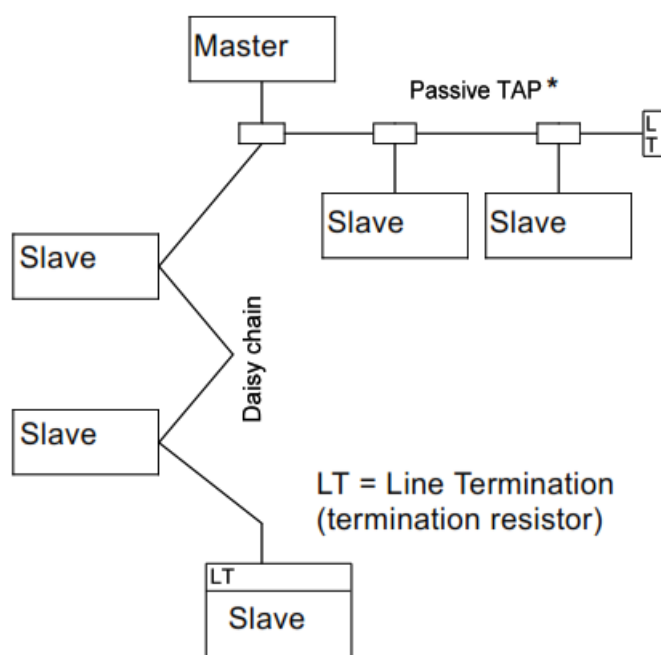 Master
Passive TAP *
L
T
Slave
Slave
Slave
Daisy chain
Slave
LT = Line Termination
(termination resistor)
LT
Slave